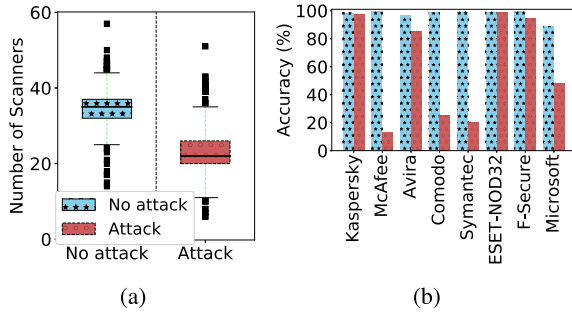 Number of Scanners
60
40
20
0
No attack
Attack
No attack
Attack
(a)
Accuracy (%)
100
80
60
40
20
0
Kaspersky
McAfee
Avira
Comodo
Symantec
ESET-NOD32
F-Secure
Microsoft
(b)